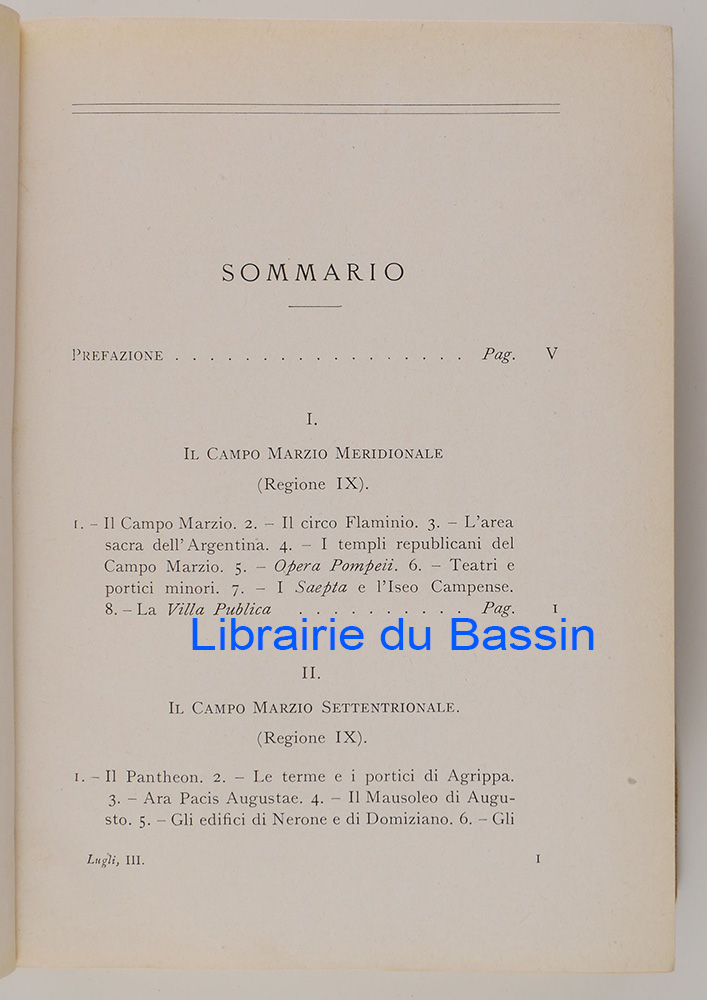 SOMMARIO
PREFAZIONE . . . . . . . . . . . . . . . . . Pag. V
I.
IL CAMPO MARZIO MERIDIONALE
(Regione IX).
1. – Il Campo Marzio. 2. – Il circo Flaminio. 3. – L'area
sacra dell'Argentina. 4. – I templi repubblicani del
Campo Marzio. 5. – Opera Pompeii. 6. – Teatri e
portici minori. 7. – I Saepta e l'Iseo Campense.
8. – La Villa Publica . . . . . . . . . . Pag. 1
Librairie du Bassin
II.
IL CAMPO MARZIO SETTENTRIONALE.
(Regione IX).
1. – Il Pantheon. 2. – Le terme e i portici di Agrippa.
3. – Ara Pacis Augustae. 4. – Il Mausoleo di Augu-
sto. 5. – Gli edifici di Nerone e di Domiziano. 6. – Gli
Lugli, III. 1